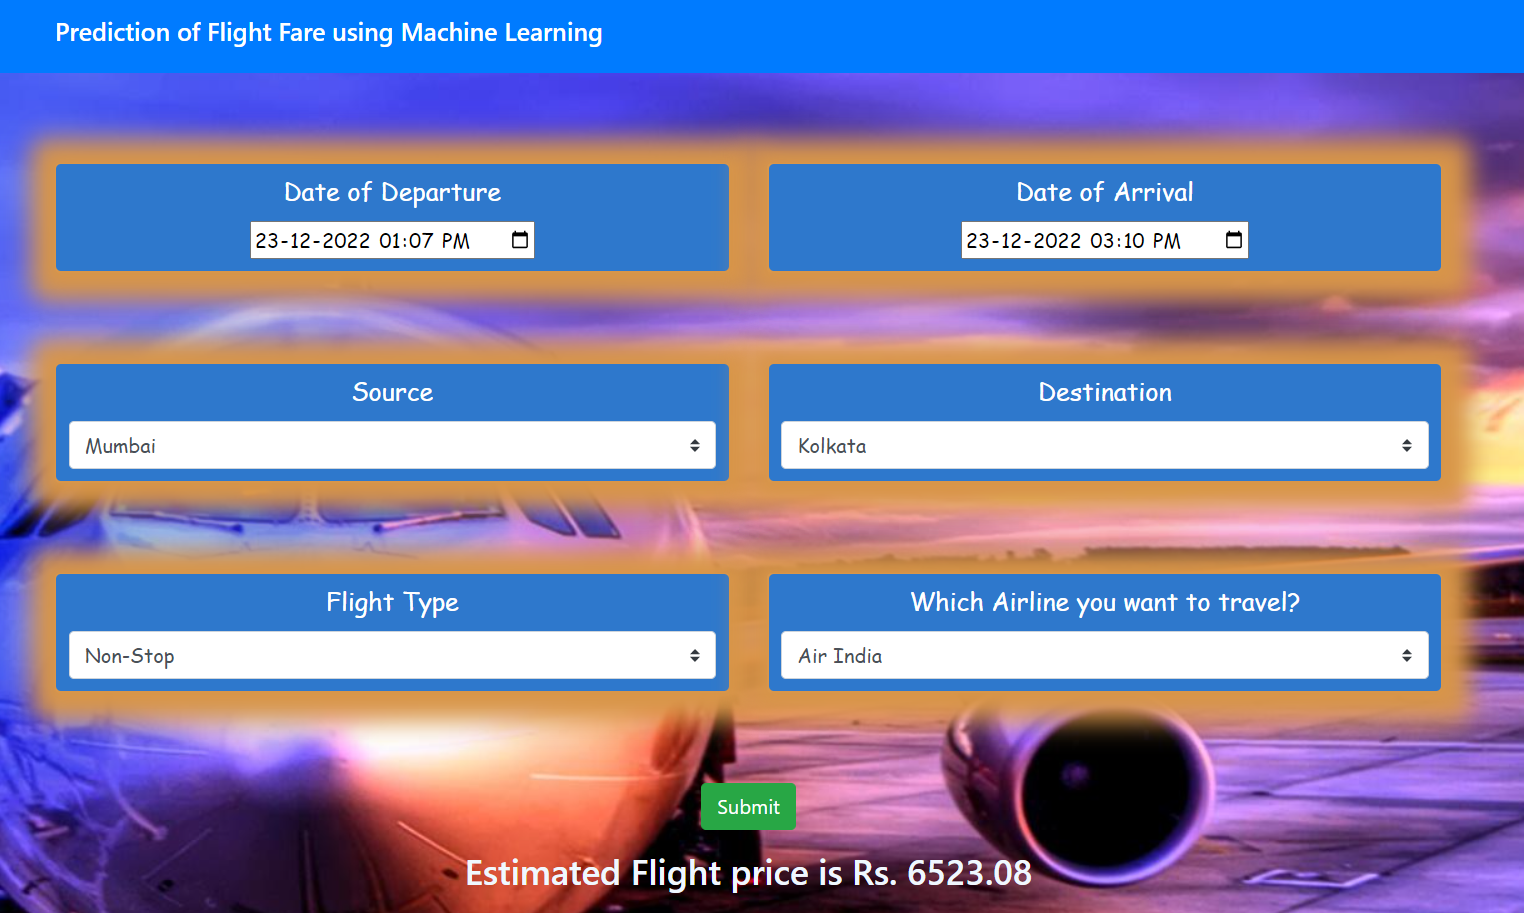 Prediction of Flight Fare using Machine Learning
Date of Departure
23-12-2022 01:07 PM
Date of Arrival
23-12-2022 03:10 PM
Source
Mumbai
Destination
Kolkata
Flight Type
Non-Stop
Which Airline you want to travel?
Air India
Submit
Estimated Flight price is Rs. 6523.08